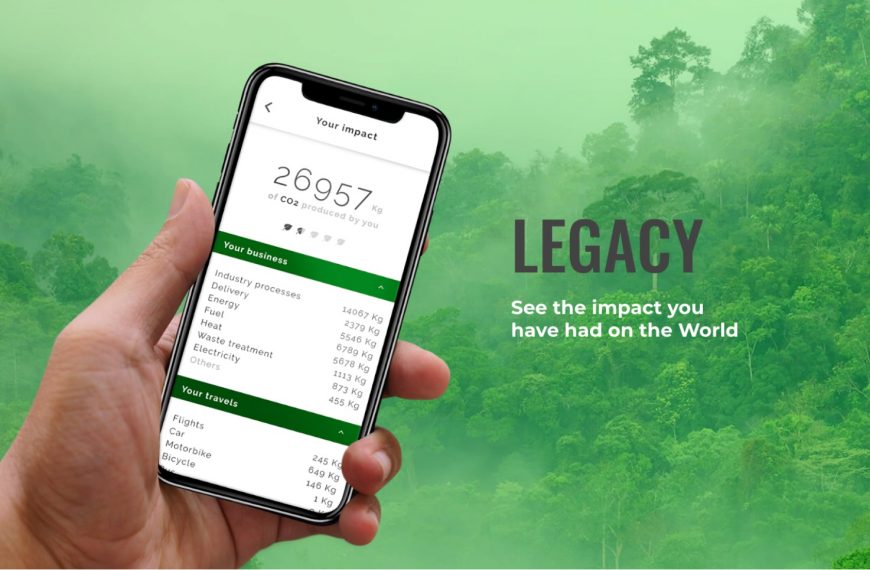 Your impact
26957 Kg
of CO2 produced by you
Your business
Industry processes 14067 Kg
Delivery 2379 Kg
Energy 5546 Kg
Fuel 6789 Kg
Heat 5678 Kg
Waste treatment 1113 Kg
Electricity 873 Kg
Others 455 Kg
Your travels
Flights 245 Kg
Car 649 Kg
Motorbike 146 Kg
Bicycle 1 Kg
LEGACY
See the impact you
have had on the World